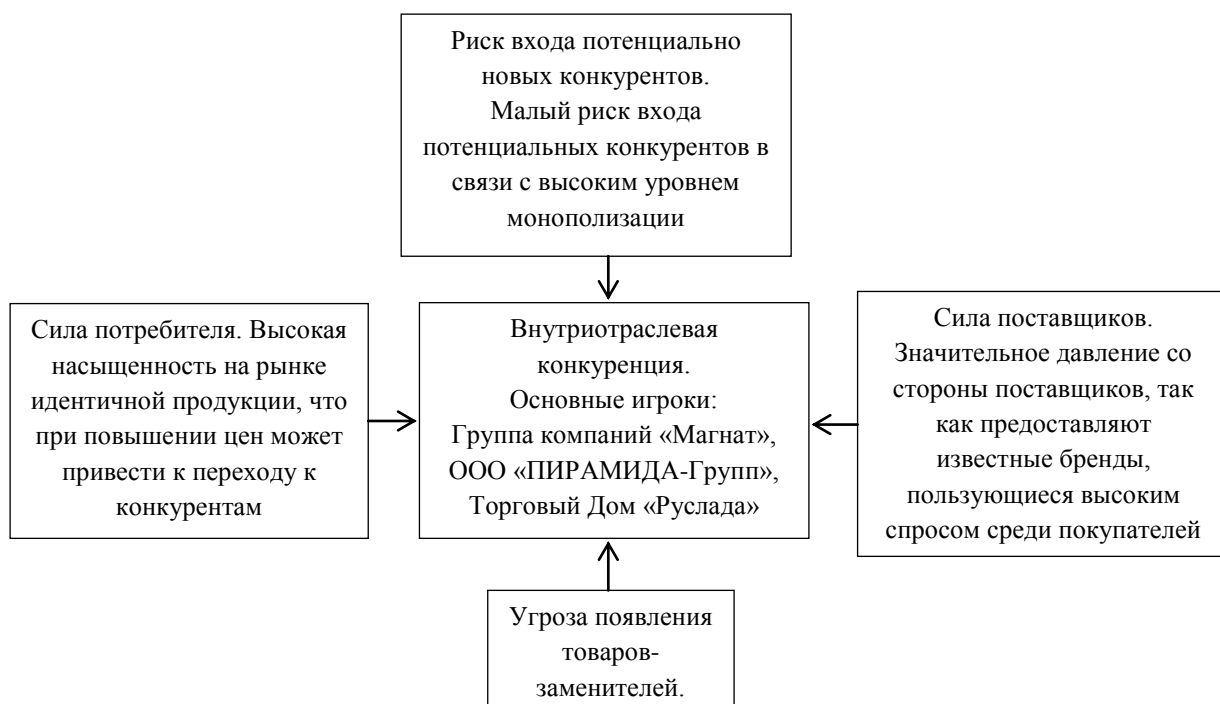 Риск входа потенциально
новых конкурентов.
Малый риск входа
потенциальных конкурентов в
связи с высоким уровнем
монополизации
Сила потребителя. Высокая
насыщенность на рынке
идентичной продукции, что
при повышении цен может
привести к переходу к
конкурентам
Внутриотраслевая
конкуренция.
Основные игроки:
Группа компаний «Магнат»,
ООО «ПИРАМИДА-Групп»,
Торговый Дом «Руслада»
Сила поставщиков.
Значительное давление со
стороны поставщиков, так
как предоставляют
известные бренды,
пользующиеся высоким
спросом среди покупателей
Угроза появления
товаров-
заменителей.